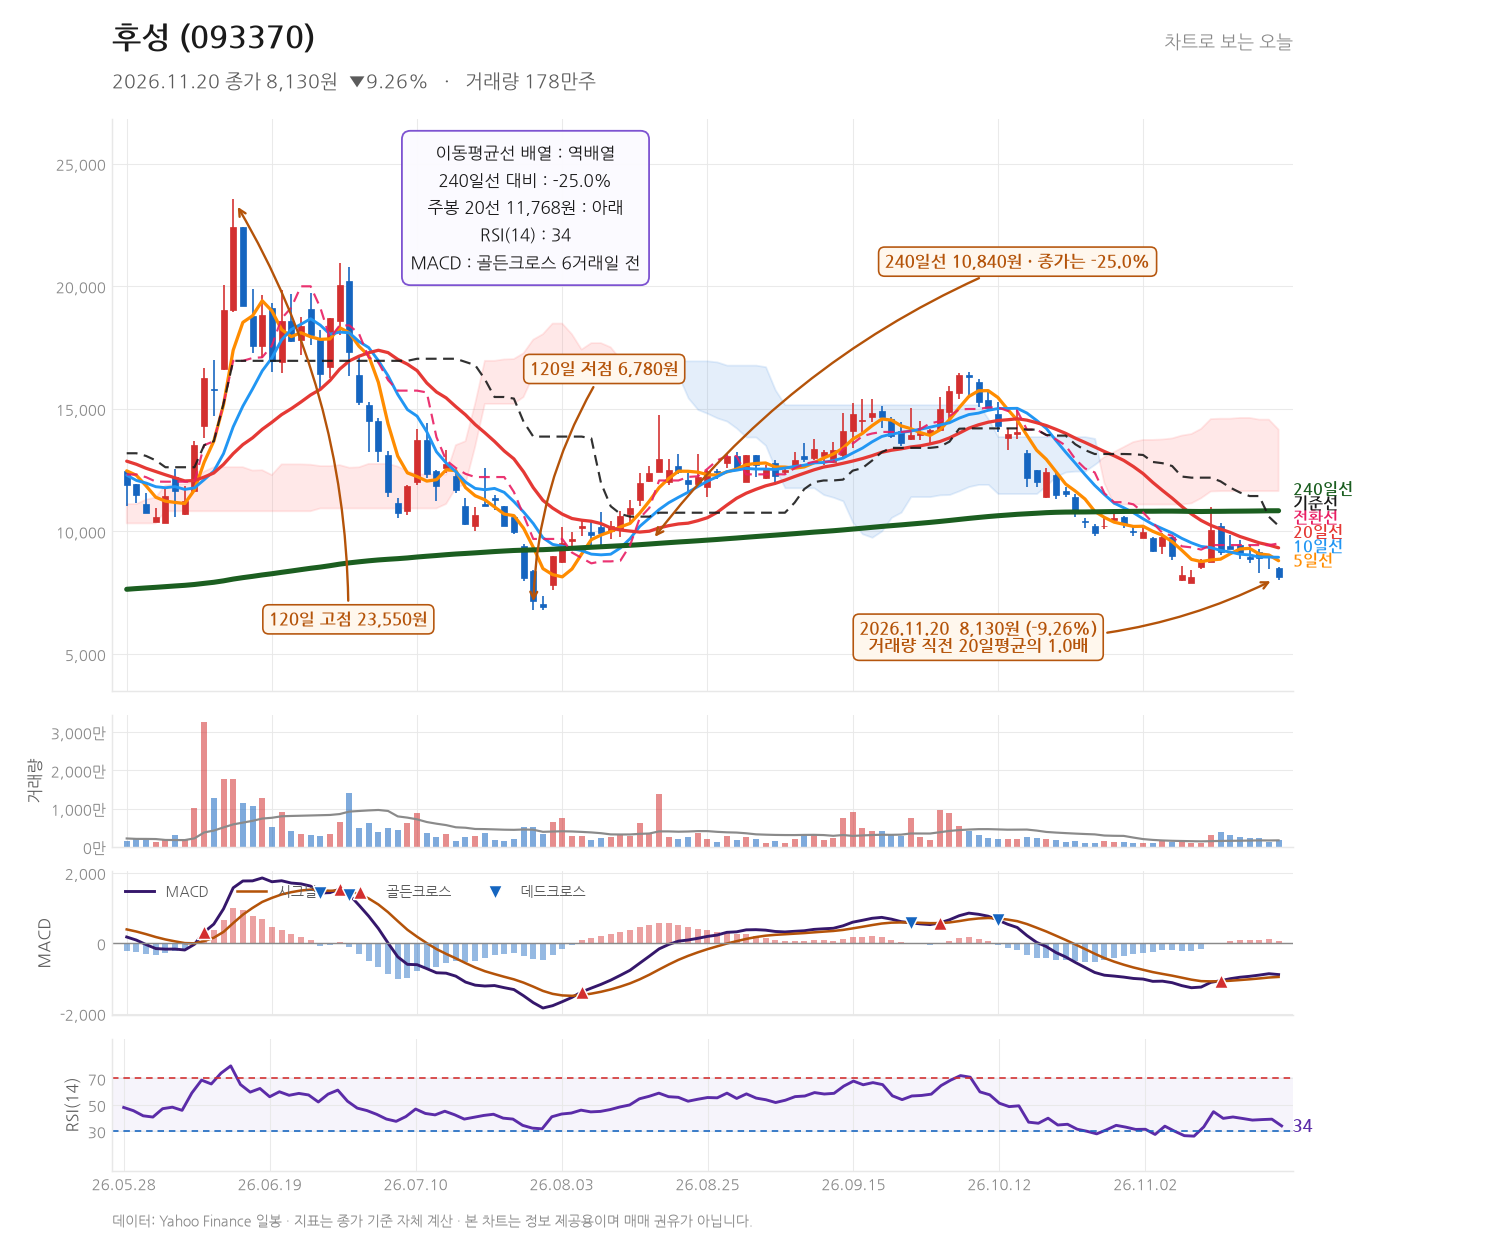 후성 (093370)
차트로 보는 오늘
2026.11.20 종가 8,130원 ▼9.26% · 거래량 178만주
이동평균선 배열 : 역배열
240일선 대비 : -25.0%
주봉 20선 11,768원 : 아래
RSI(14) : 34
MACD : 골든크로스 6거래일 전
25,000
20,000
15,000
10,000
5,000
240일선 10,840원 · 종가는 -25.0%
120일 저점 6,780원
120일 고점 23,550원
2026.11.20 8,130원 (-9.26%)
거래량 직전 20일평균의 1.0배
240일선
기준선
전환선
20일선
10일선
5일선
거래량
3,000만
2,000만
1,000만
0만
MACD
2,000
0
-2,000
MACD
시그널
골든크로스
데드크로스
RSI(14)
70
50
30
34
26.05.28
26.06.19
26.07.10
26.08.03
26.08.25
26.09.15
26.10.12
26.11.02
데이터: Yahoo Finance 일봉 · 지표는 종가 기준 자체 계산 · 본 차트는 정보 제공용이며 매매 권유가 아닙니다.